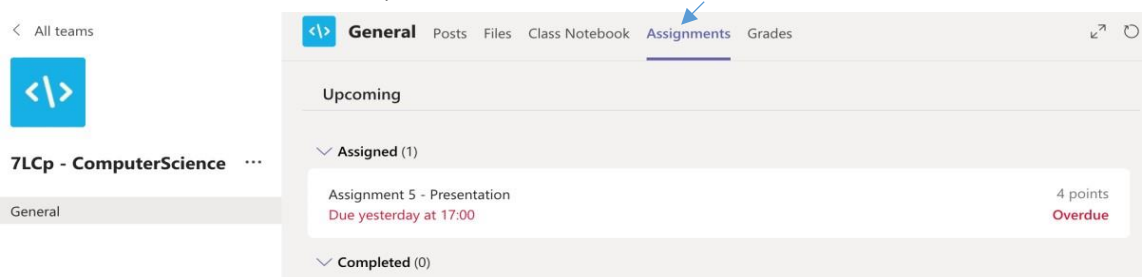 All teams
7LCp - ComputerScience ...
General
General Posts Files Class Notebook Assignments Grades
Upcoming
Assigned (1)
Assignment 5 - Presentation 4 points
Due yesterday at 17:00 Overdue
Completed (0)